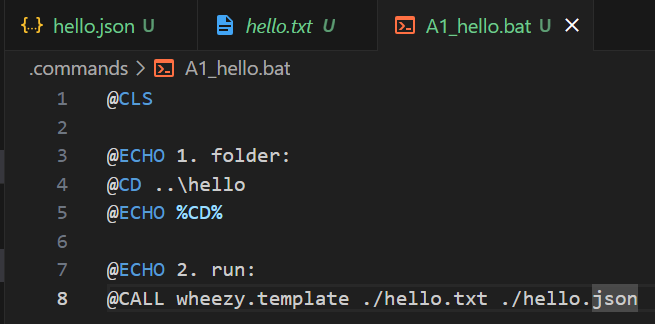 hello.json U
hello.txt U
A1_hello.bat U
.commands > A1_hello.bat
1 @CLS
2
3 @ECHO 1. folder:
4 @CD ..\hello
5 @ECHO %CD%
6
7 @ECHO 2. run:
8 @CALL wheezy.template ./hello.txt ./hello.json